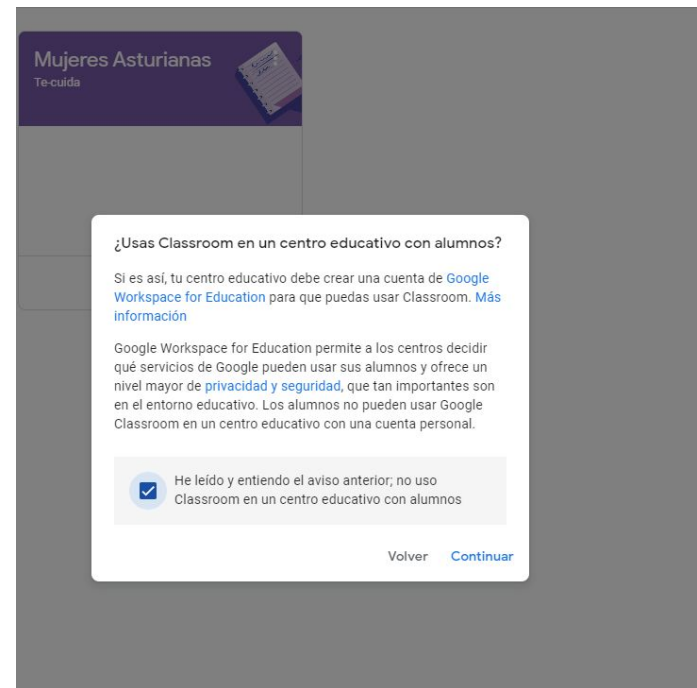 Mujeres Asturianas
Te-cuida
¿Usas Classroom en un centro educativo con alumnos?
Si es así, tu centro educativo debe crear una cuenta de Google
Workspace for Education para que puedas usar Classroom. Más
información
Google Workspace for Education permite a los centros decidir
qué servicios de Google pueden usar sus alumnos y ofrece un
nivel mayor de privacidad y seguridad, que tan importantes son
en el entorno educativo. Los alumnos no pueden usar Google
Classroom en un centro educativo con una cuenta personal.
He leído y entiendo el aviso anterior; no uso
Classroom en un centro educativo con alumnos
Volver Continuar